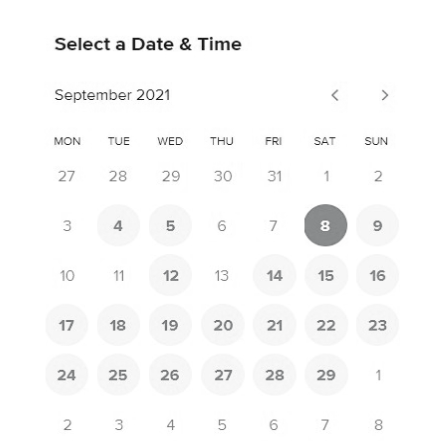 Select a Date & Time
September 2021
MON TUE WED THU FRI SAT SUN
27 28 29 30 31 1 2
3 4 5 6 7 8 9
10 11 12 13 14 15 16
17 18 19 20 21 22 23
24 25 26 27 28 29 1
2 3 4 5 6 7 8